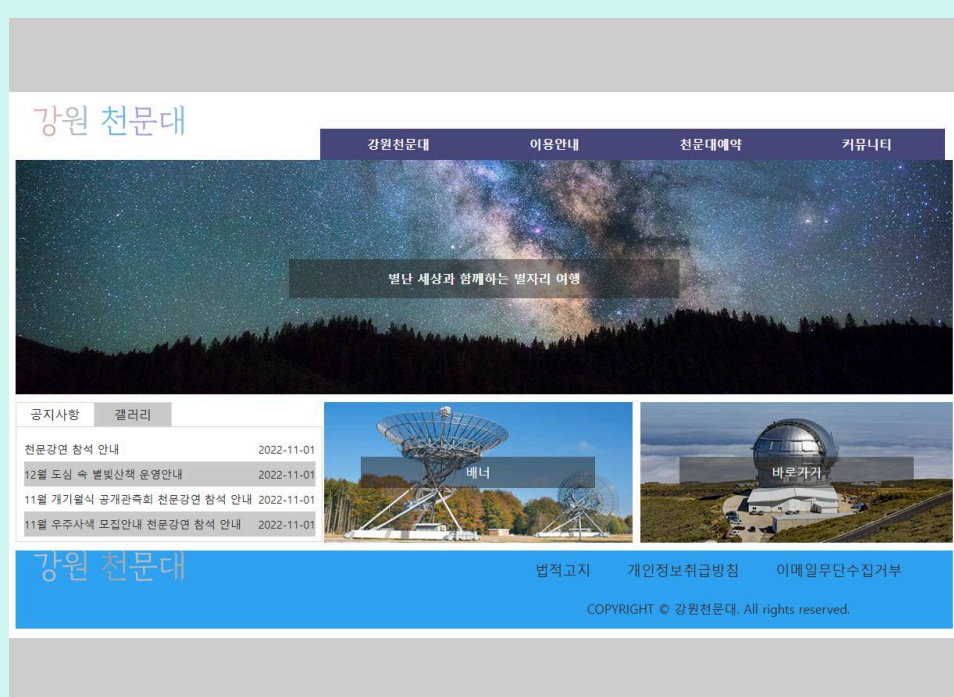 강원 천문대
강원천문대 이용안내 천문대예약 커뮤니티
별난 세상과 함께하는 별자리 여행
공지사항 갤러리
천문강연 참석 안내 2022-11-01
12월 도심 속 별빛산책 운영안내 2022-11-01
11월 개기월식 공개관측회 천문강연 참석 안내 2022-11-01
11월 우주사색 모집안내 천문강연 참석 안내 2022-11-01
배너
바로가기
강원 천문대
법적고지 개인정보취급방침 이메일무단수집거부
COPYRIGHT © 강원천문대. All rights reserved.